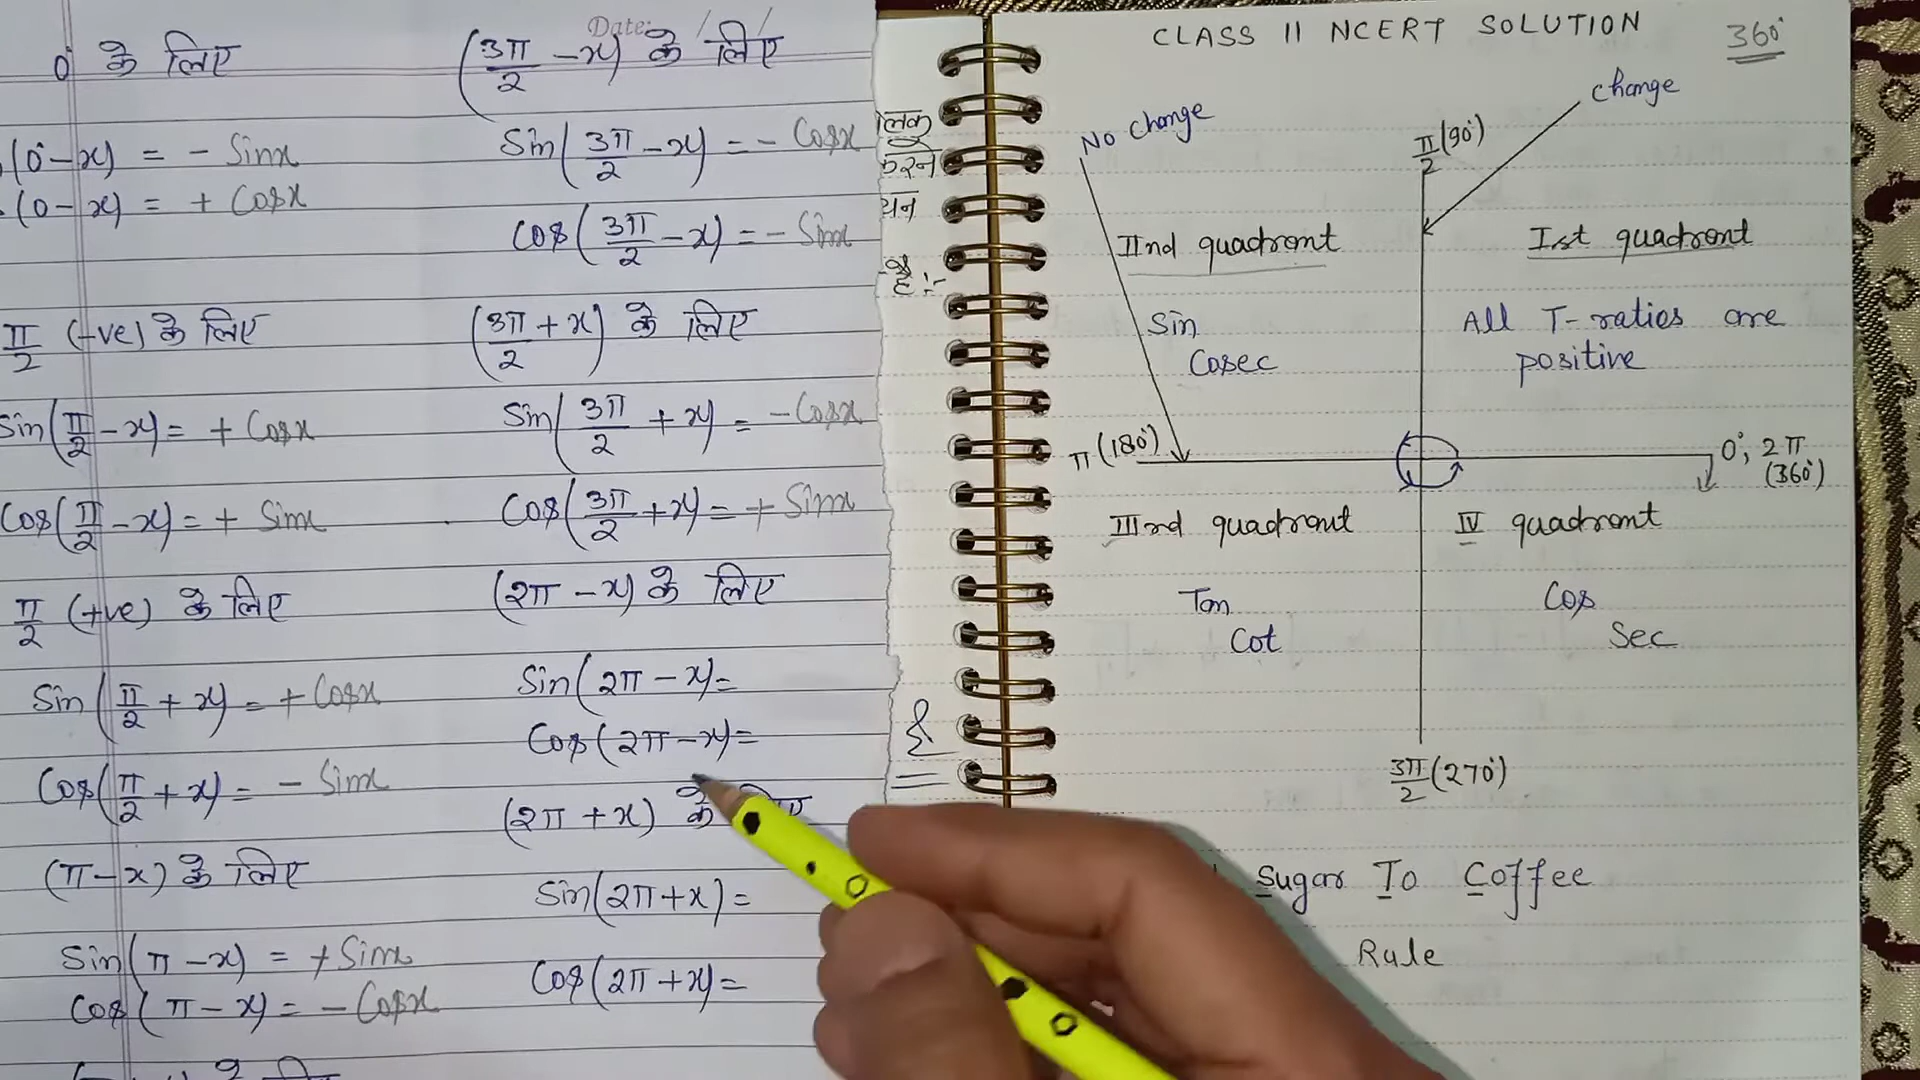 Date: / /
0° के लिए
(0°-x) = - Sinx
(0-x) = + Cosx
π/2 (+ve) के लिए
Sin(π/2 - x) = + Cosx
Cos(π/2 - x) = + Sinx
π/2 (+ve) के लिए
Sin(π/2 + x) = + Cosx
Cos(π/2 + x) = - Sinx
(π-x) के लिए
Sin(π-x) = + Sinx
Cos(π-x) = - Cosx
(3π/2 - x) के लिए
Sin(3π/2 - x) = - Cosx
Cos(3π/2 - x) = - Sinx
(3π/2 + x) के लिए
Sin(3π/2 + x) = - Cosx
Cos(3π/2 + x) = + Sinx
(2π - x) के लिए
Sin(2π - x) =
Cos(2π - x) =
(2π + x) के
Sin(2π + x) =
Cos(2π + x) =
करने
है :-
CLASS 11 NCERT SOLUTION
360°
change
No change
π/2 (90°)
IInd quadrant
Ist quadrant
Sin
Cosec
All T-ratios are
positive
π (180°)
0°; 2π
(360°)
IIIrd quadrant
IV quadrant
Tan
Cot
Cos
Sec
3π/2 (270°)
Sugar To Coffee
Rule